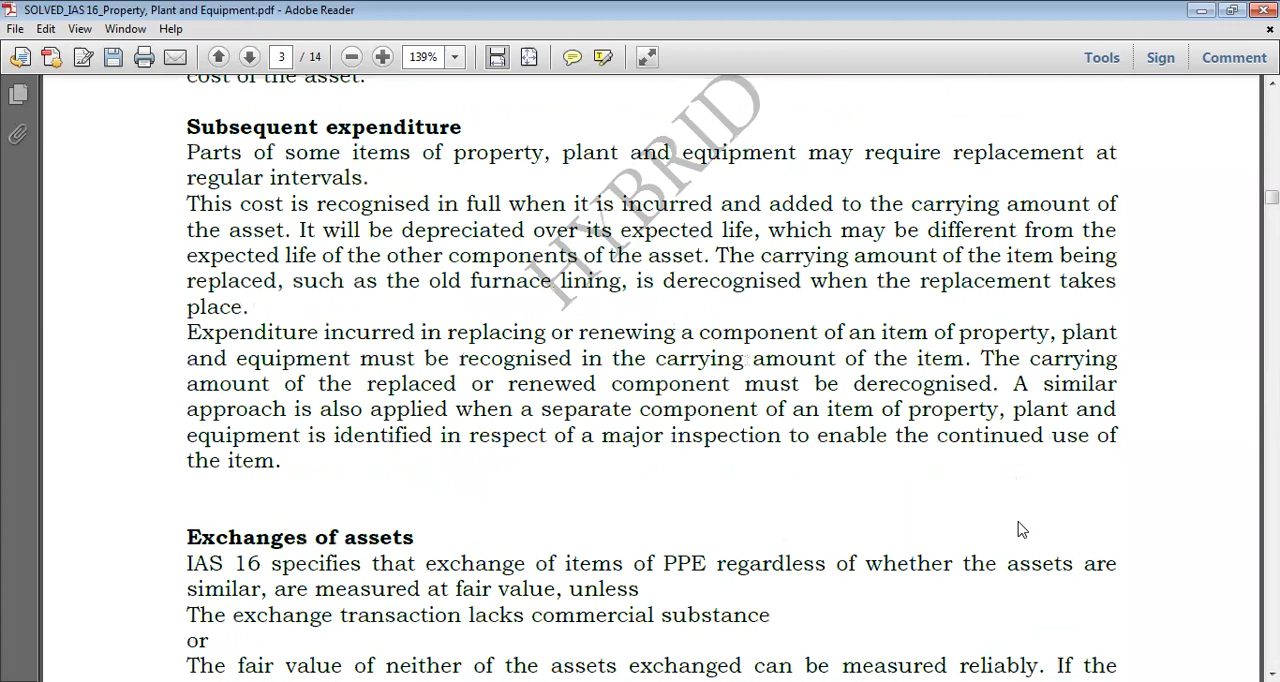 SOLVED_IAS 16_Property, Plant and Equipment.pdf - Adobe Reader
File Edit View Window Help
3 / 14 139% Tools Sign Comment
cost of the asset.
Subsequent expenditure
Parts of some items of property, plant and equipment may require replacement at
regular intervals.
This cost is recognised in full when it is incurred and added to the carrying amount of
the asset. It will be depreciated over its expected life, which may be different from the
expected life of the other components of the asset. The carrying amount of the item being
replaced, such as the old furnace lining, is derecognised when the replacement takes
place.
Expenditure incurred in replacing or renewing a component of an item of property, plant
and equipment must be recognised in the carrying amount of the item. The carrying
amount of the replaced or renewed component must be derecognised. A similar
approach is also applied when a separate component of an item of property, plant and
equipment is identified in respect of a major inspection to enable the continued use of
the item.
Exchanges of assets
IAS 16 specifies that exchange of items of PPE regardless of whether the assets are
similar, are measured at fair value, unless
The exchange transaction lacks commercial substance
or
The fair value of neither of the assets exchanged can be measured reliably. If the
HYBRID